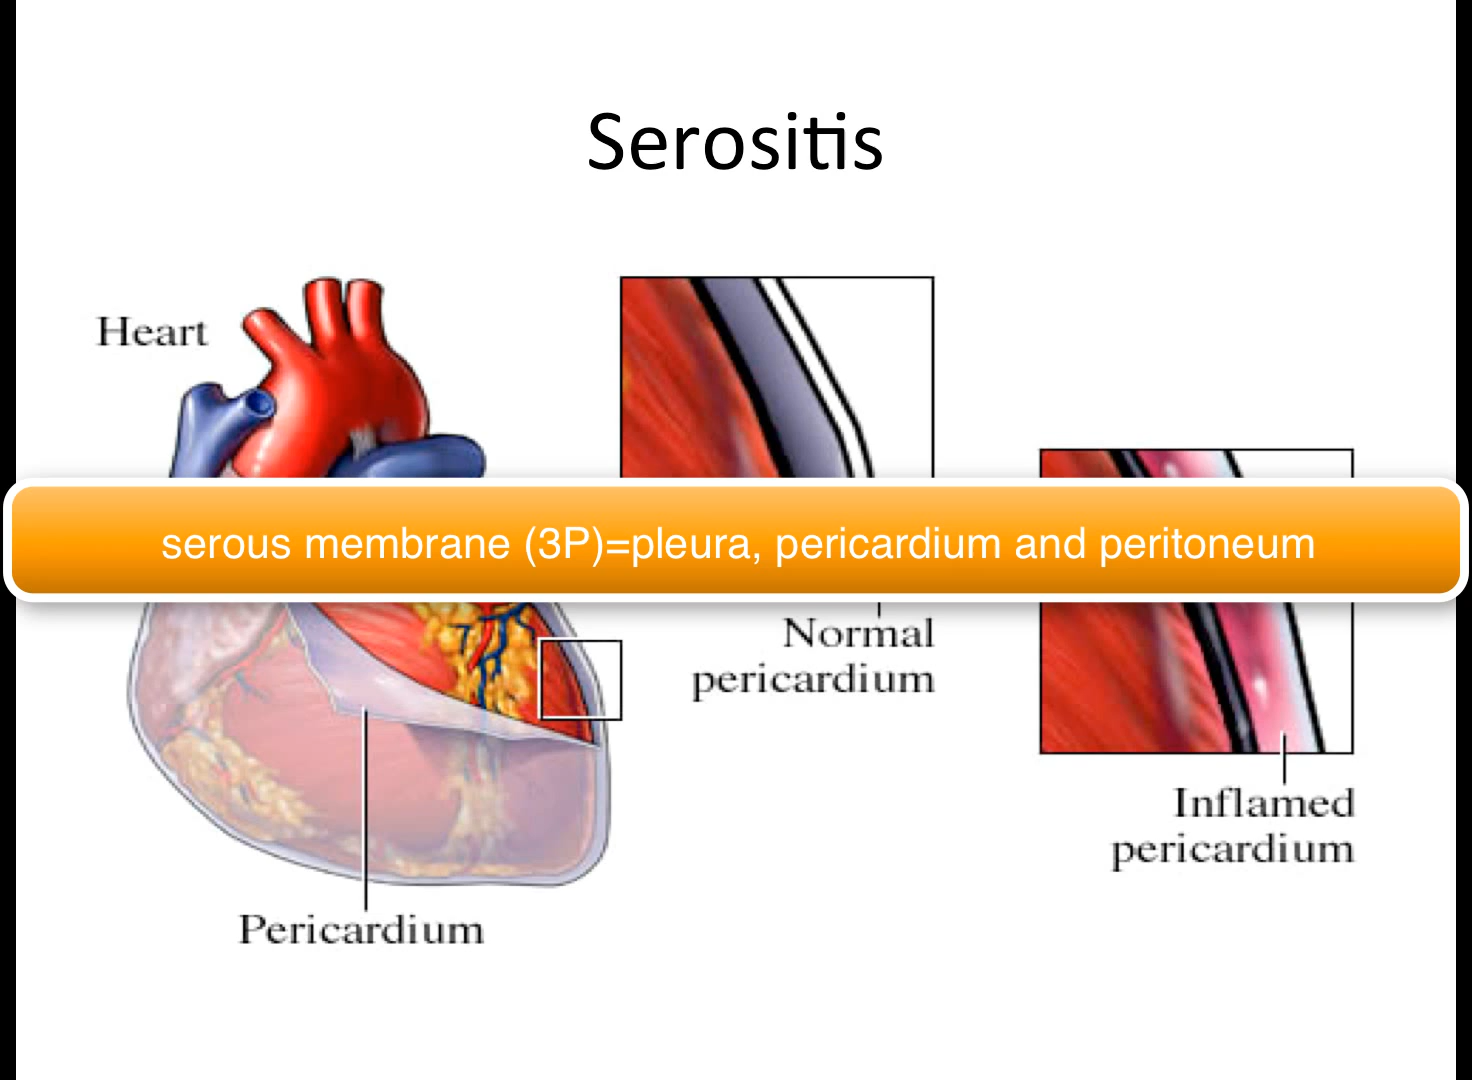 Serositis
Heart
serous membrane (3P)=pleura, pericardium and peritoneum
Normal
pericardium
Inflamed
pericardium
Pericardium